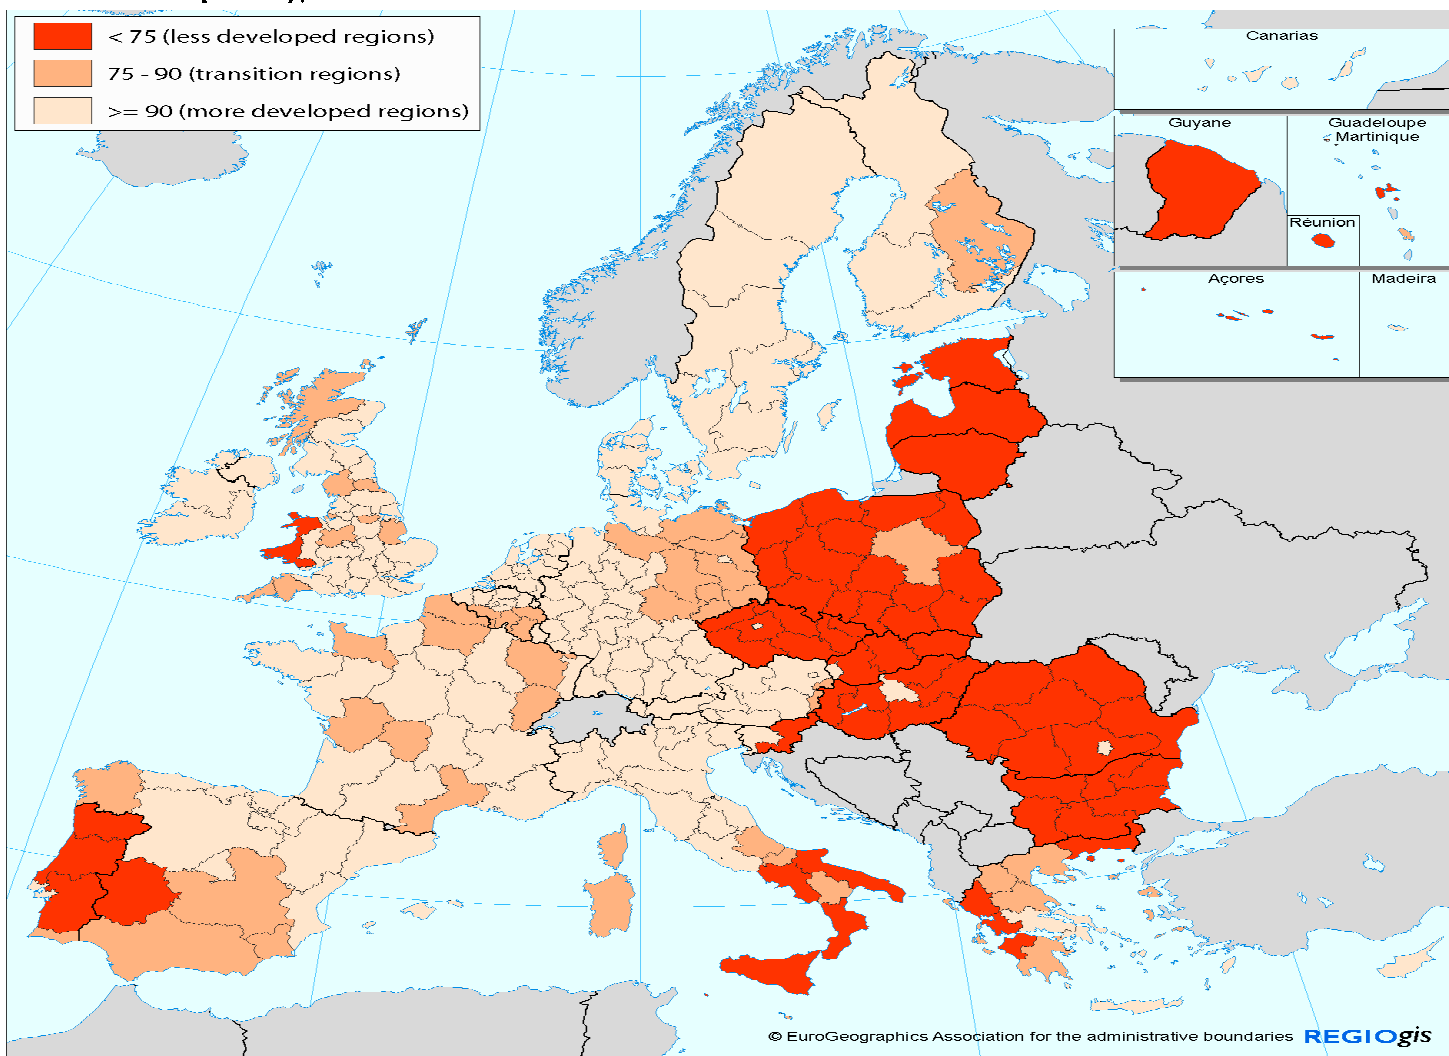 < 75 (less developed regions)
75 - 90 (transition regions)
>= 90 (more developed regions)
Canarias
Guyane
Guadeloupe
Martinique
Réunion
Açores
Madeira
© EuroGeographics Association for the administrative boundaries
REGIOgis